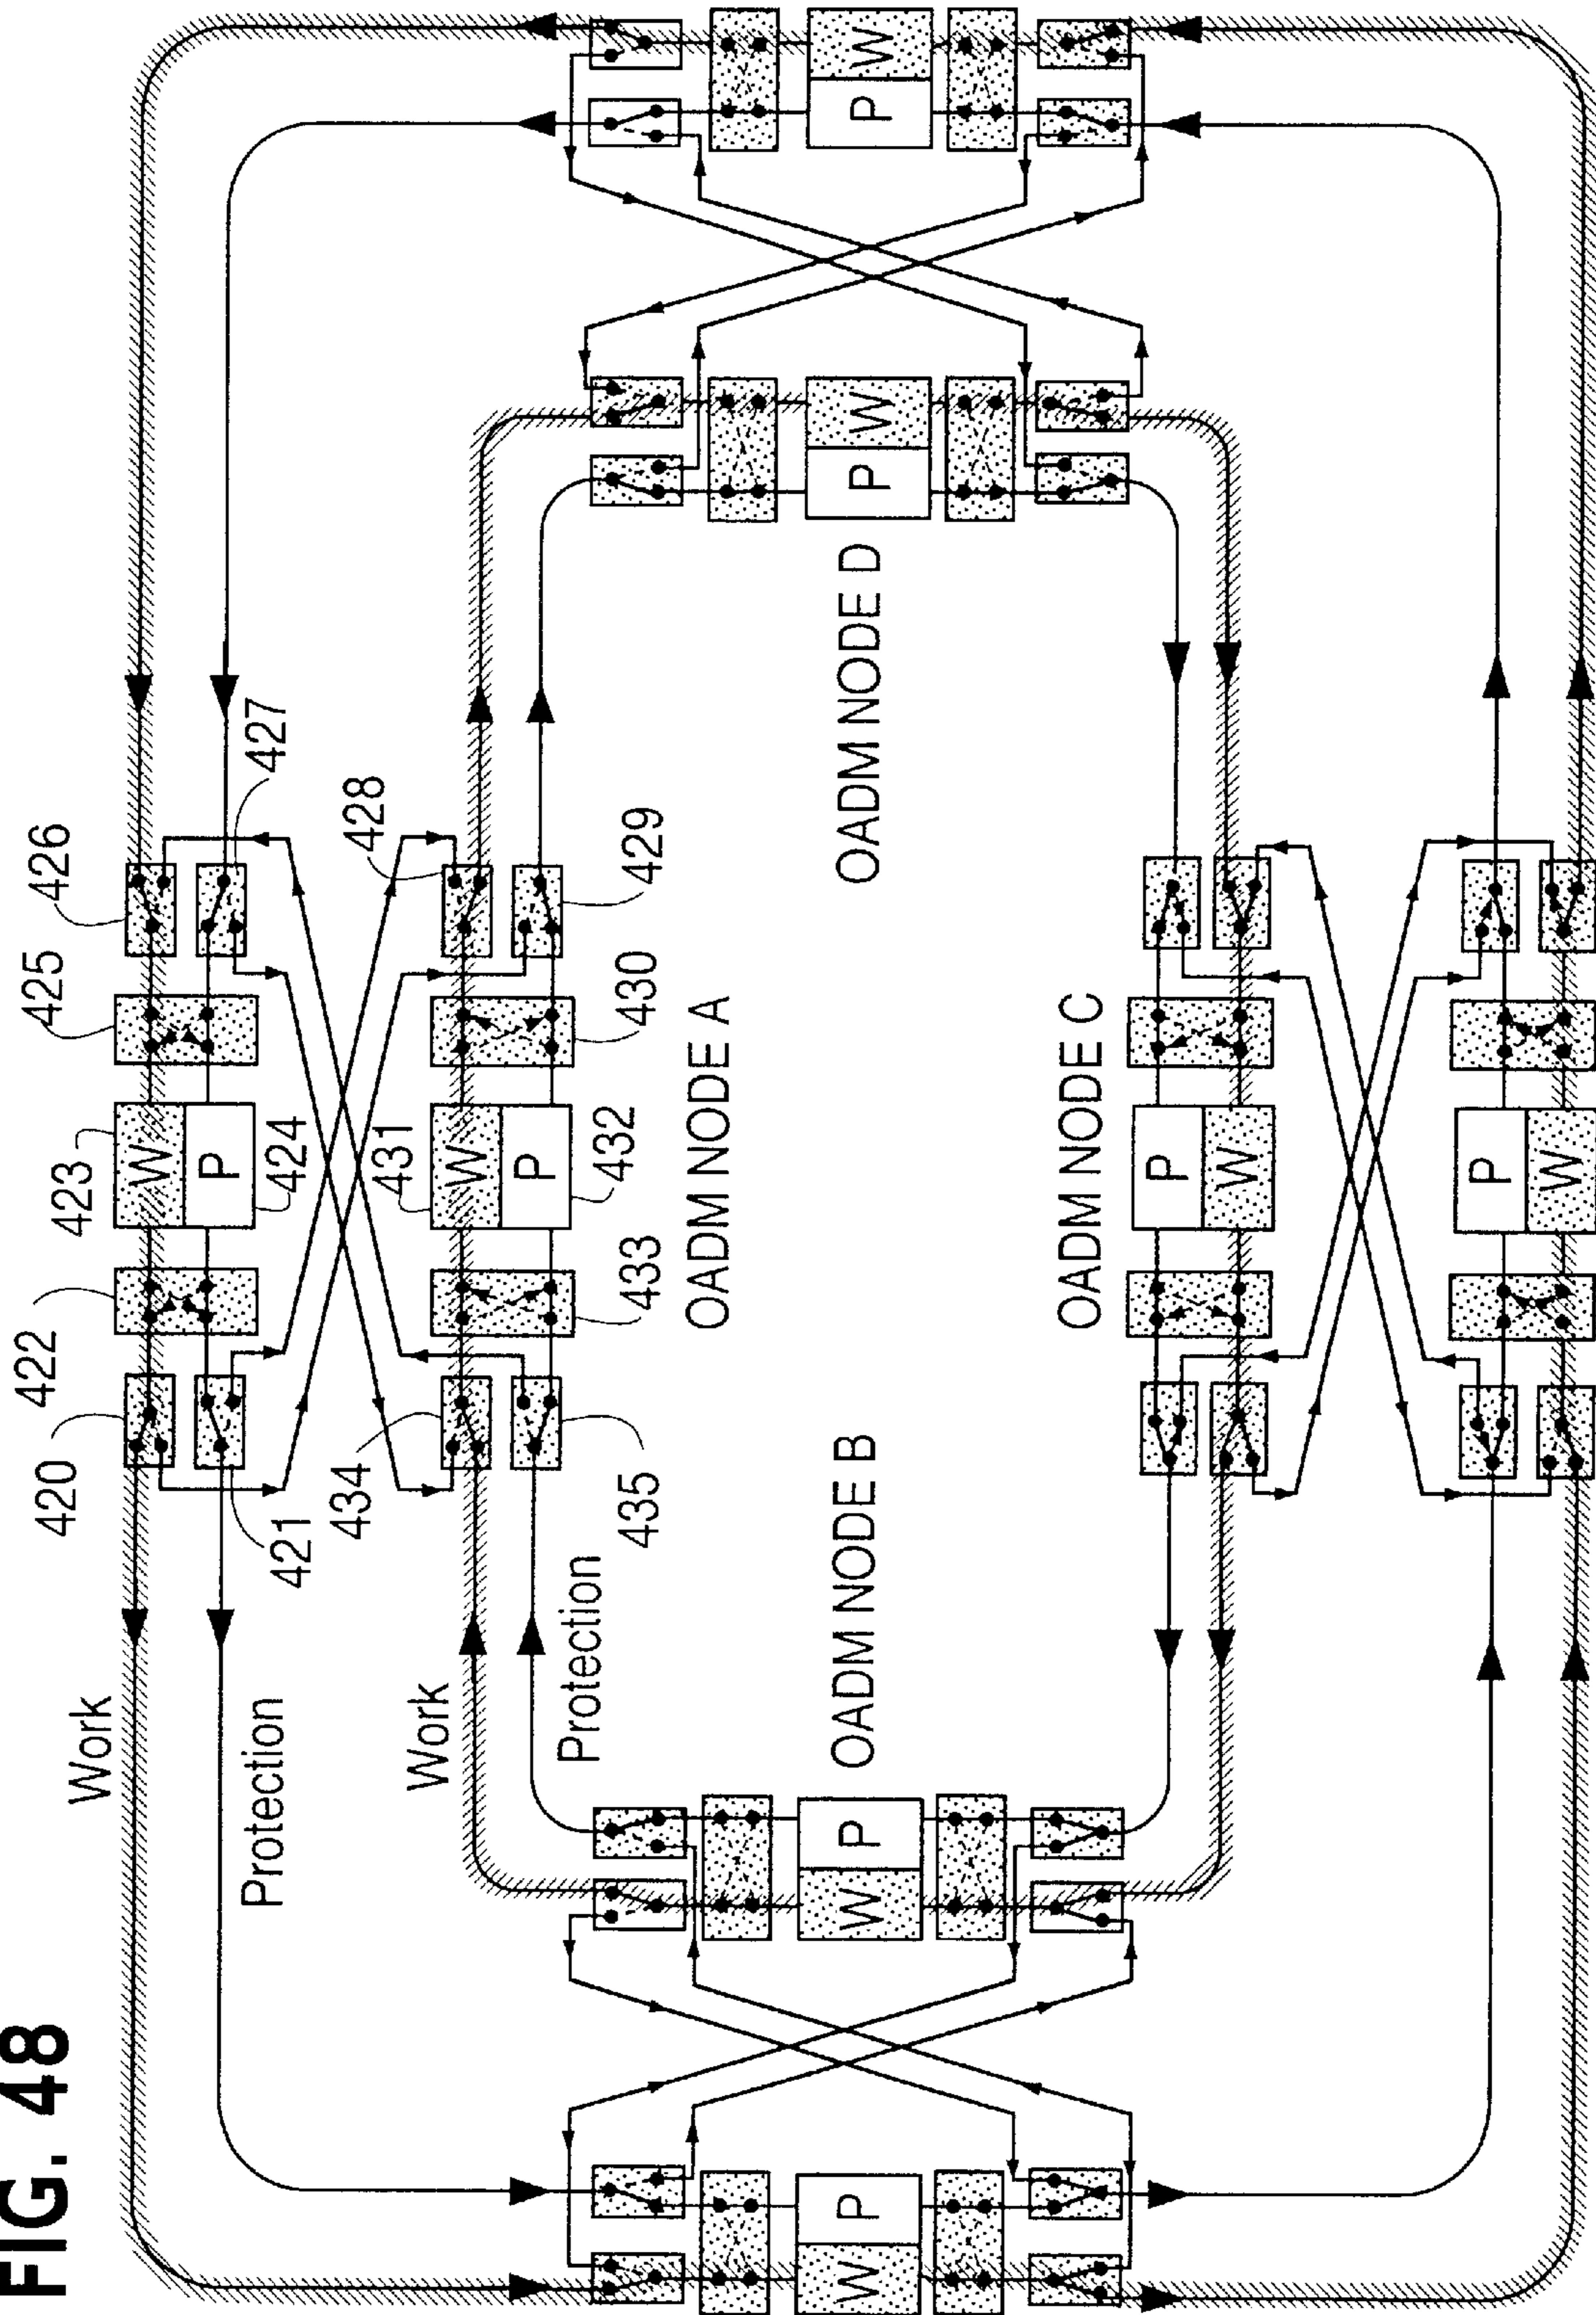 FIG. 48
Work
Protection
Work
Protection
420
422
423
425
426
421
424
427
434
431
428
435
433
432
430
429
W
P
W
P
OADM NODE A
OADM NODE B
W
P
W
P
OADM NODE D
P
W
P
W
OADM NODE C
P
W
P
W